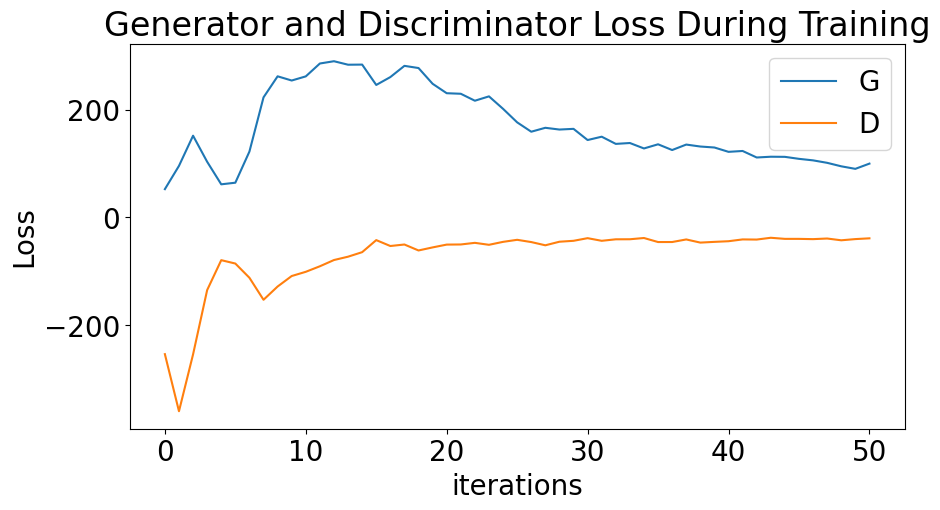 Generator and Discriminator Loss During Training
G
D
200
0
−200
Loss
0 10 20 30 40 50
iterations